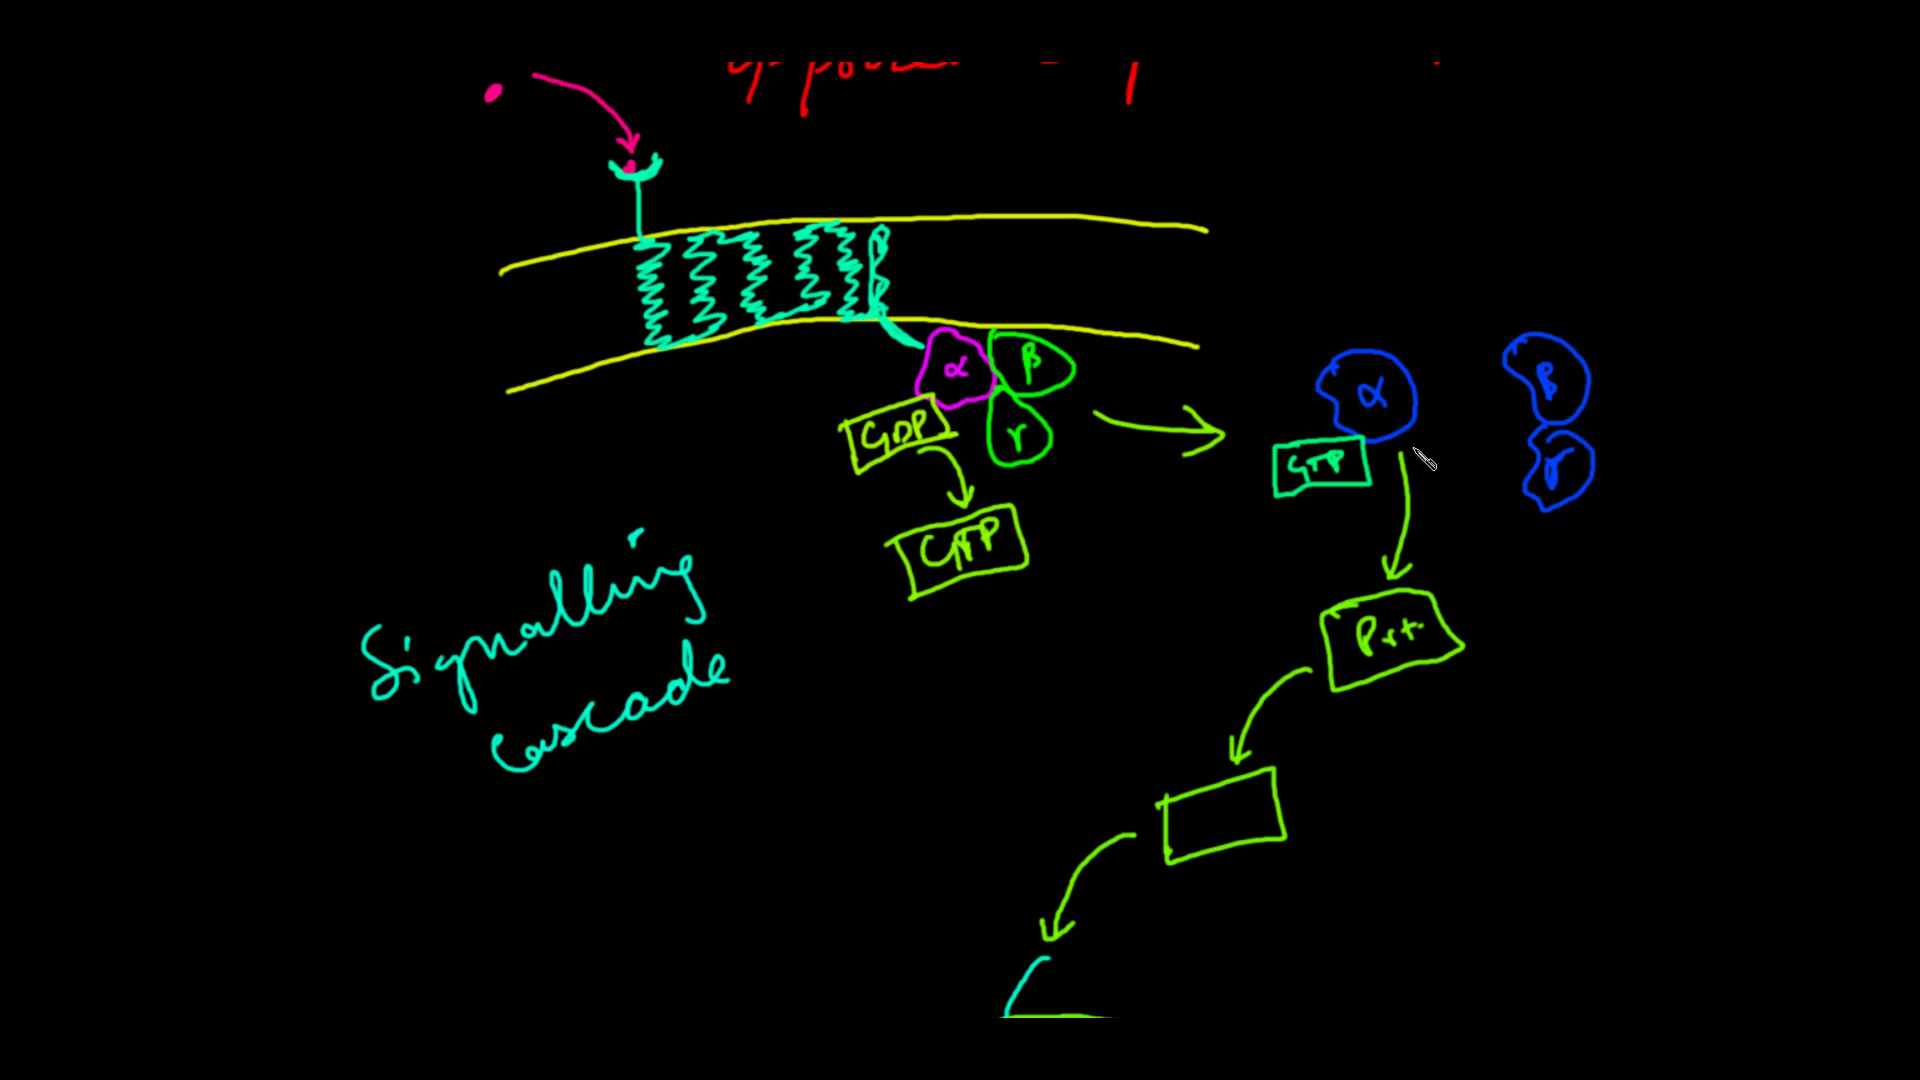 α
β
γ
GDP
GTP
α
GTP
β
γ
Prt.
Signalling
cascade